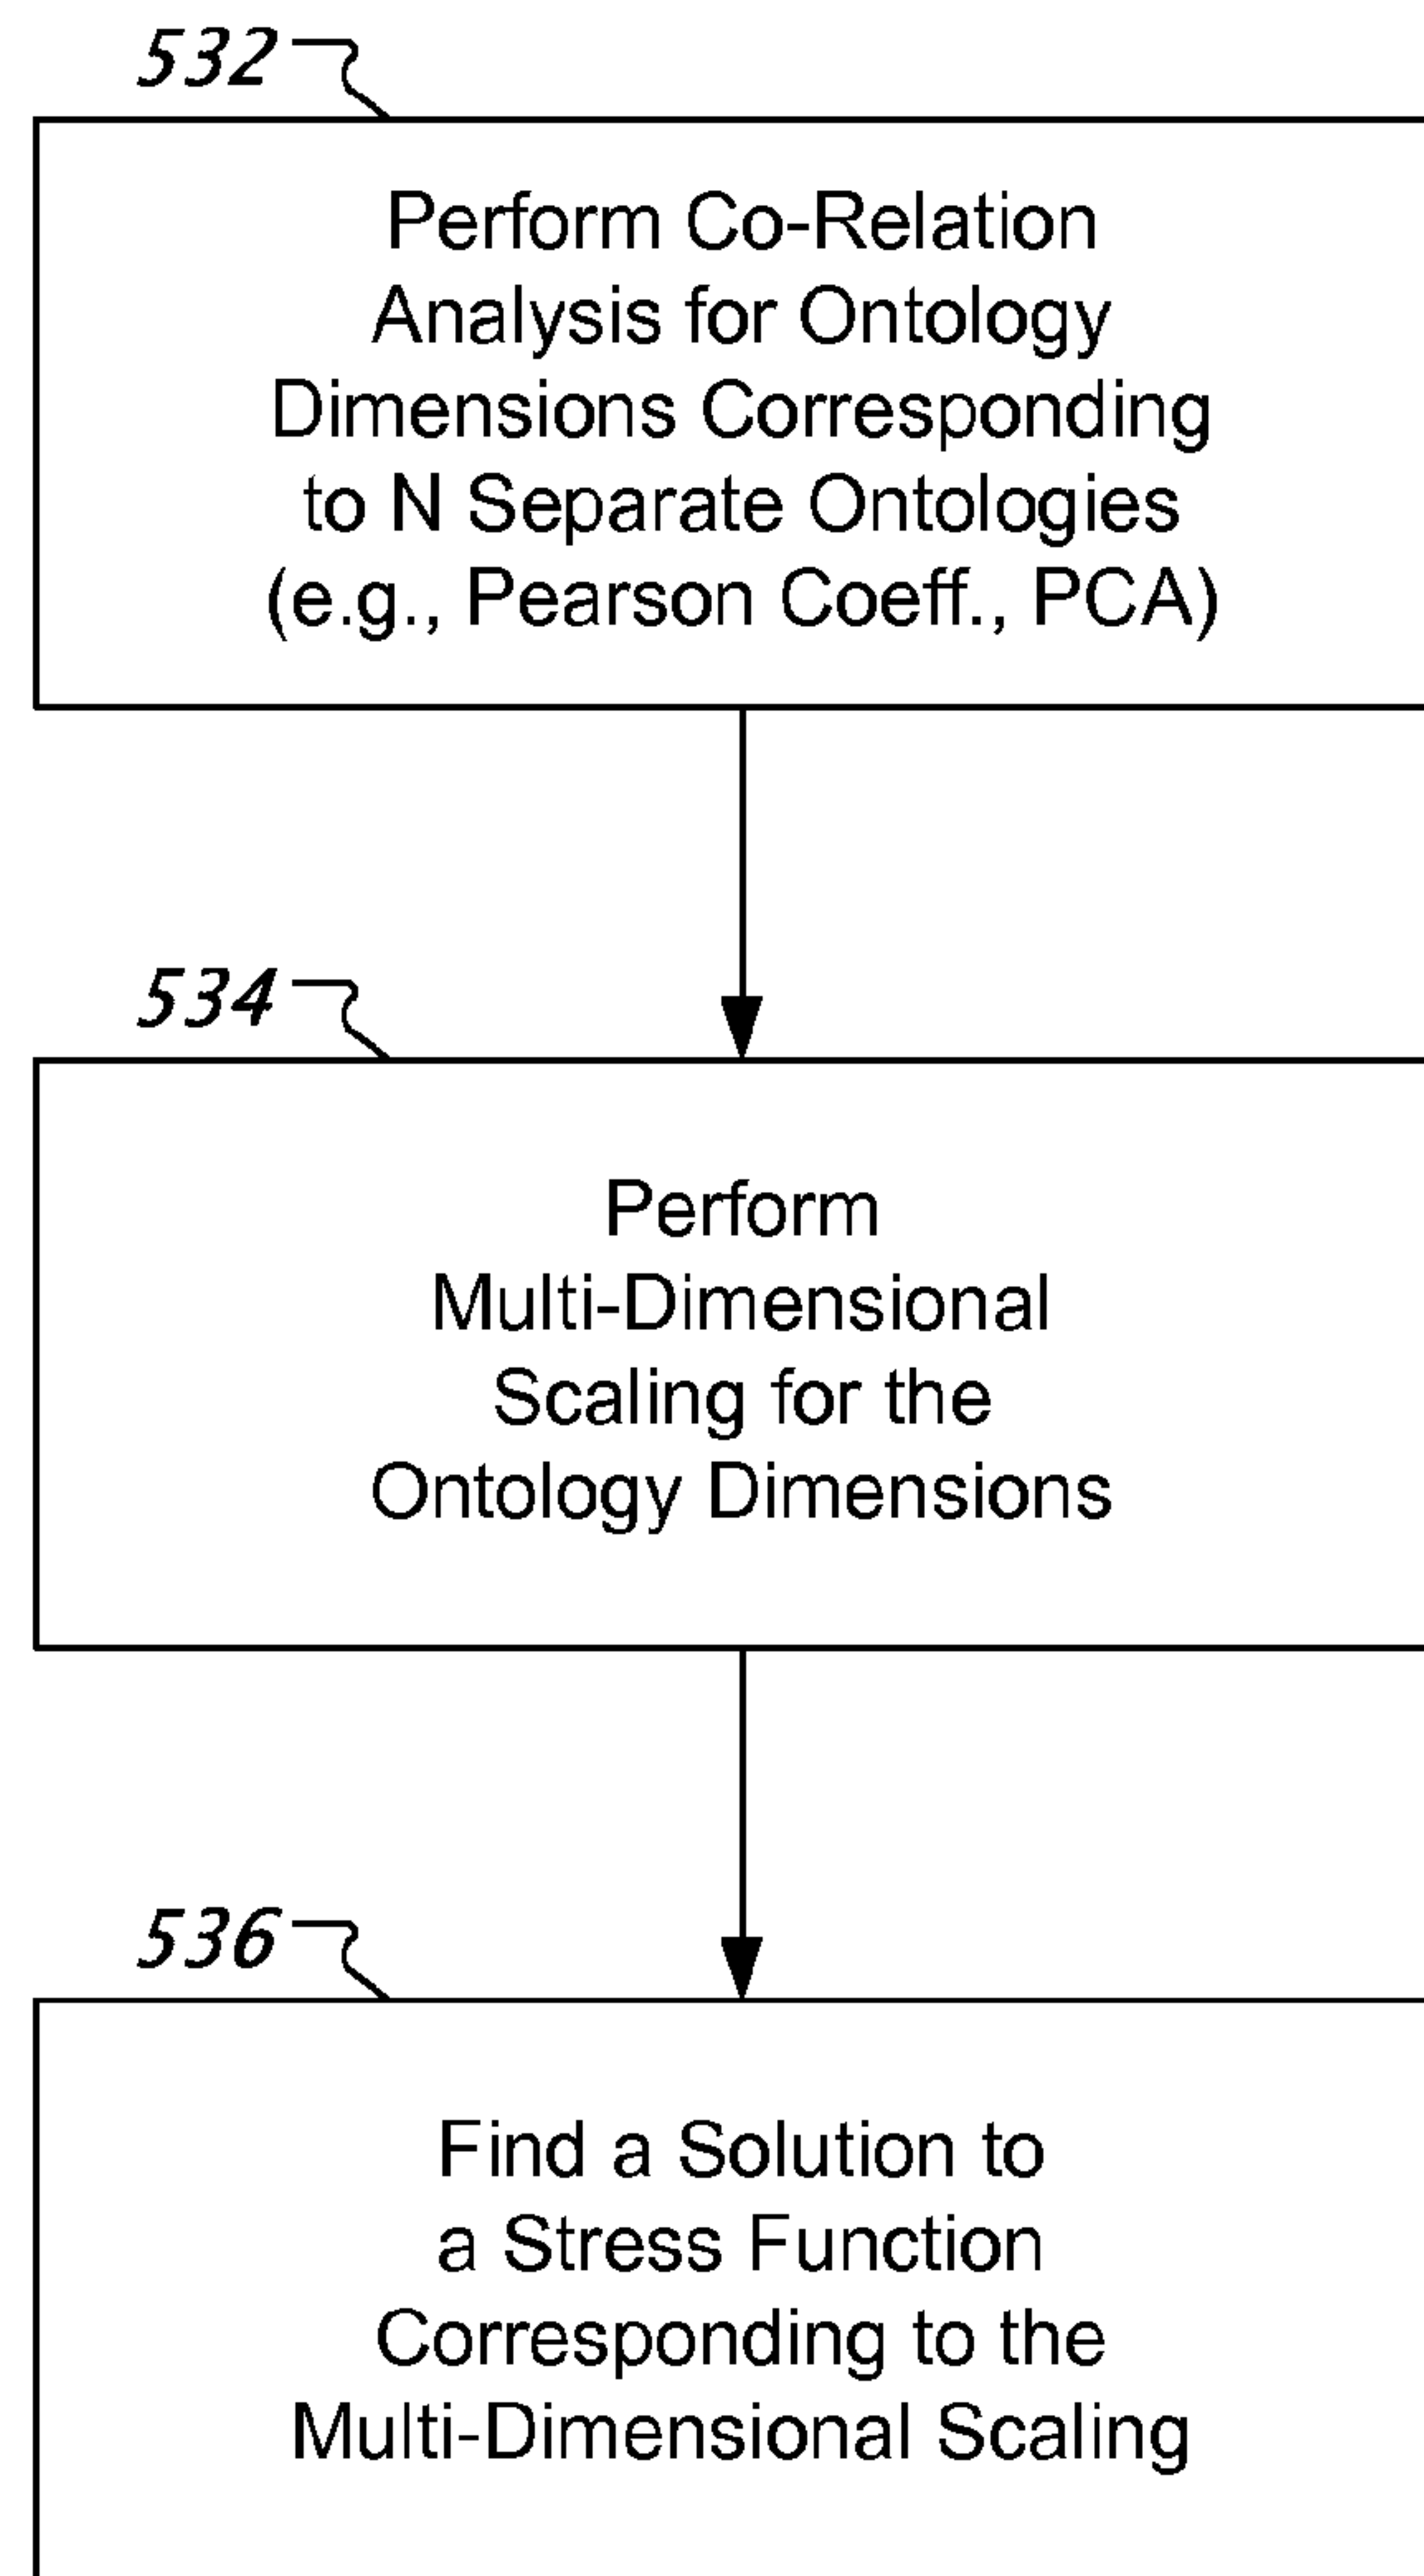 532
Perform Co-Relation
Analysis for Ontology
Dimensions Corresponding
to N Separate Ontologies
(e.g., Pearson Coeff., PCA)
534
Perform
Multi-Dimensional
Scaling for the
Ontology Dimensions
536
Find a Solution to
a Stress Function
Corresponding to the
Multi-Dimensional Scaling